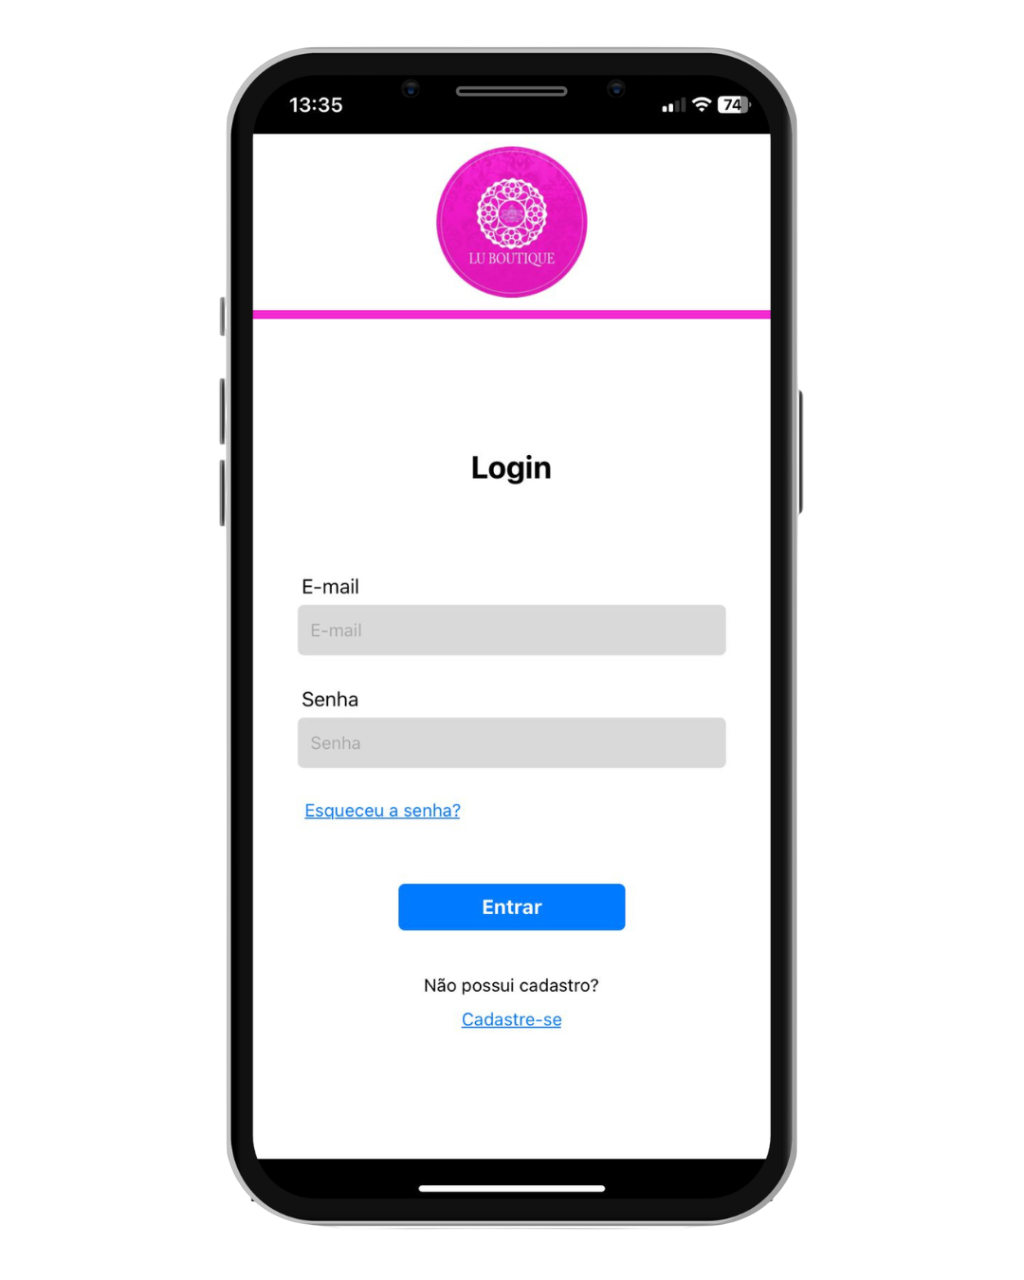 13:35
74
LU BOUTIQUE
Login
E-mail
E-mail
Senha
Senha
Esqueceu a senha?
Entrar
Não possui cadastro?
Cadastre-se